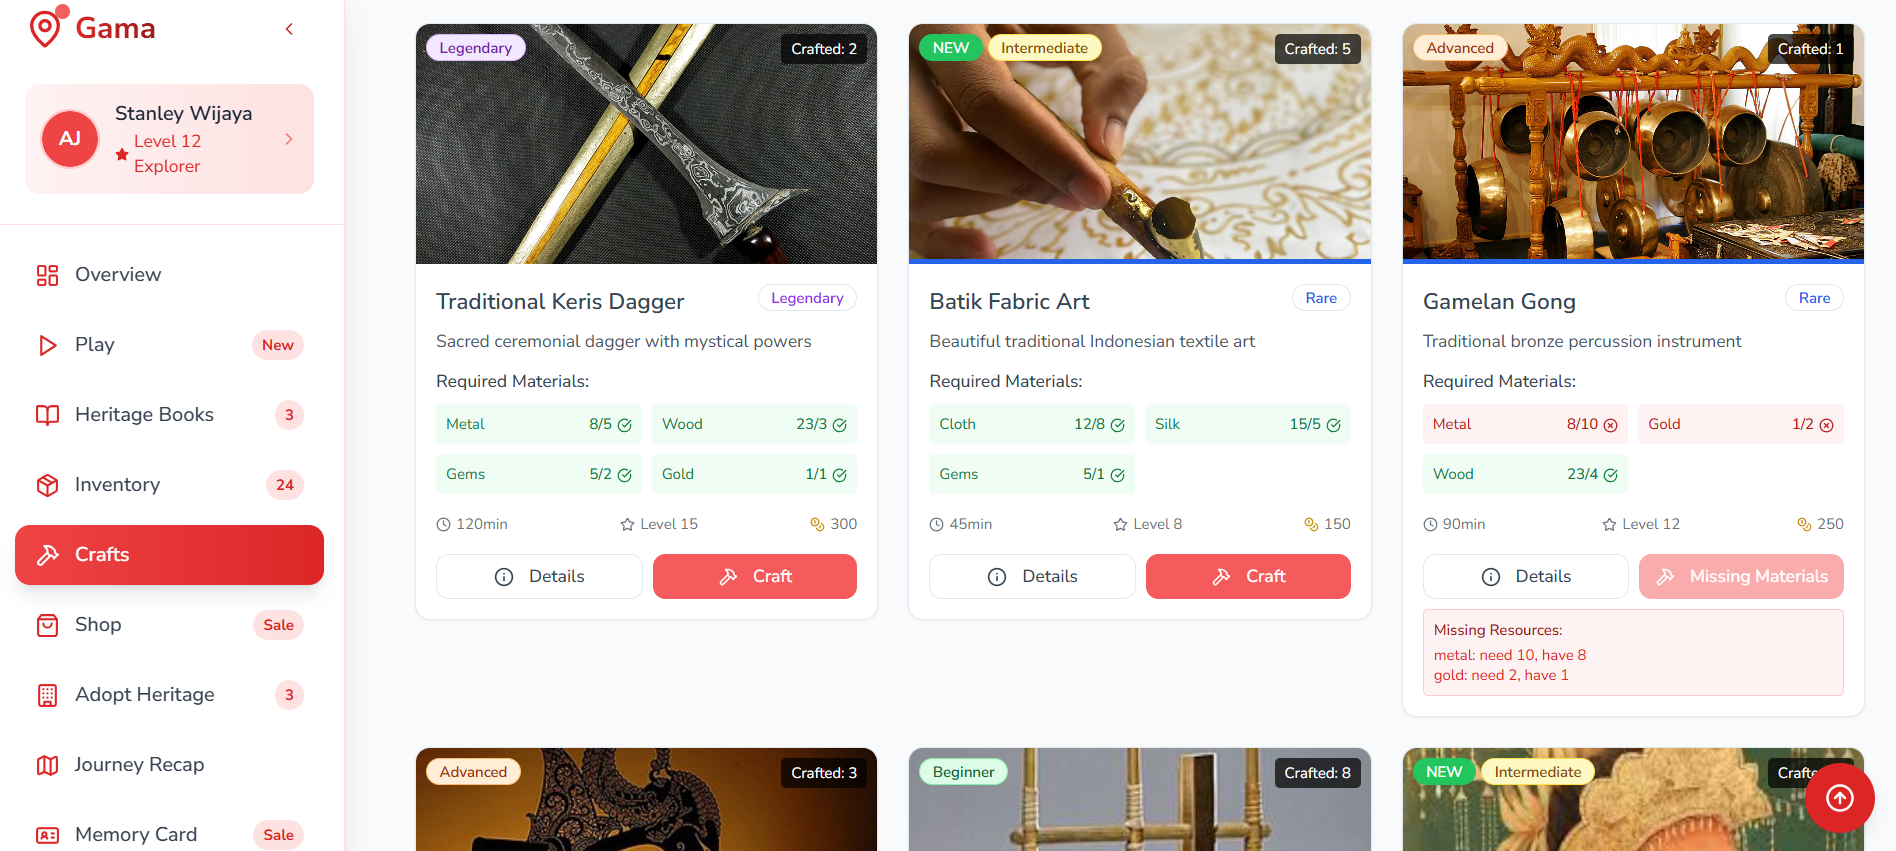 Gama
AJ
Stanley Wijaya
Level 12
Explorer
Overview
Play
New
Heritage Books
3
Inventory
24
Crafts
Shop
Sale
Adopt Heritage
3
Journey Recap
Memory Card
Sale
Legendary
Crafted: 2
Traditional Keris Dagger
Legendary
Sacred ceremonial dagger with mystical powers
Required Materials:
Metal 8/5
Wood 23/3
Gems 5/2
Gold 1/1
120min
Level 15
300
Details
Craft
NEW
Intermediate
Crafted: 5
Batik Fabric Art
Rare
Beautiful traditional Indonesian textile art
Required Materials:
Cloth 12/8
Silk 15/5
Gems 5/1
45min
Level 8
150
Details
Craft
Advanced
Crafted: 1
Gamelan Gong
Rare
Traditional bronze percussion instrument
Required Materials:
Metal 8/10
Gold 1/2
Wood 23/4
90min
Level 12
250
Details
Missing Materials
Missing Resources:
metal: need 10, have 8
gold: need 2, have 1
Advanced
Crafted: 3
Beginner
Crafted: 8
NEW
Intermediate